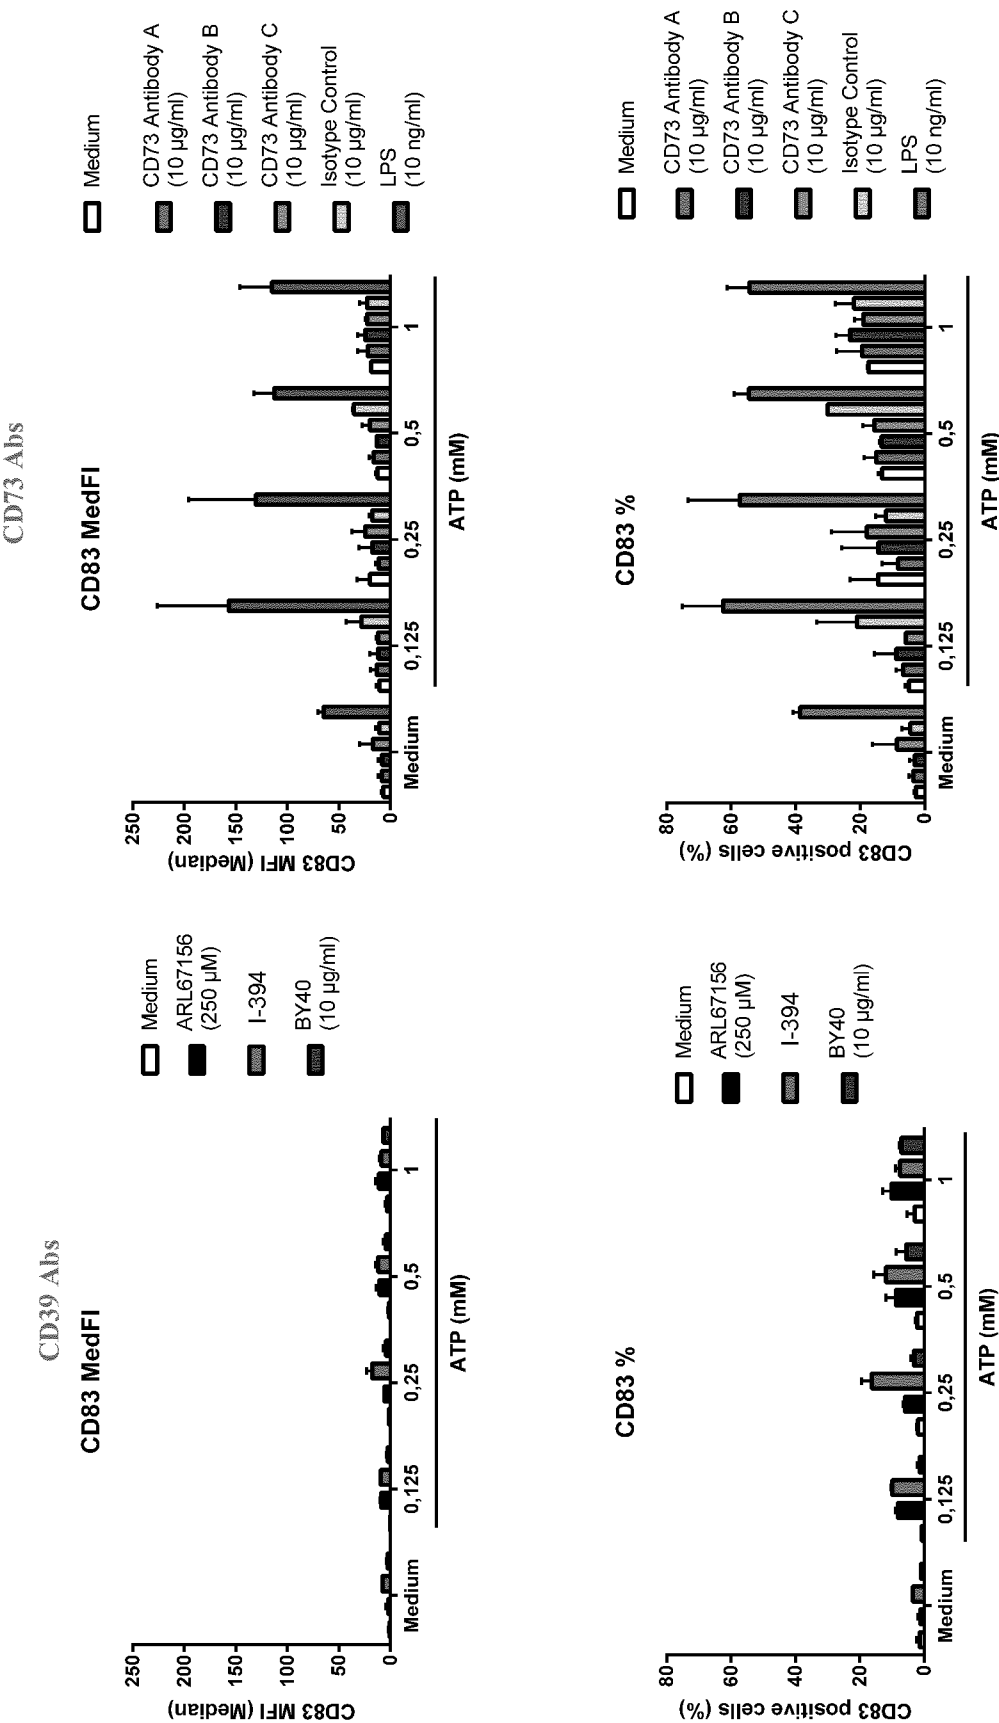 CD39 Abs
CD83 MedFI
CD83 MFI (Median)
250
200
150
100
50
0
Medium
0,125
0,25
0,5
1
ATP (mM)
Medium
ARL67156
(250 µM)
I-394
BY40
(10 µg/ml)
CD83 %
CD83 positive cells (%)
80
60
40
20
0
Medium
0,125
0,25
0,5
1
ATP (mM)
Medium
ARL67156
(250 µM)
I-394
BY40
(10 µg/ml)
CD73 Abs
CD83 MedFI
CD83 MFI (Median)
250
200
150
100
50
0
Medium
0,125
0,25
0,5
1
ATP (mM)
Medium
CD73 Antibody A
(10 µg/ml)
CD73 Antibody B
(10 µg/ml)
CD73 Antibody C
(10 µg/ml)
Isotype Control
(10 µg/ml)
LPS
(10 ng/ml)
CD83 %
CD83 positive cells (%)
80
60
40
20
0
Medium
0,125
0,25
0,5
1
ATP (mM)
Medium
CD73 Antibody A
(10 µg/ml)
CD73 Antibody B
(10 µg/ml)
CD73 Antibody C
(10 µg/ml)
Isotype Control
(10 µg/ml)
LPS
(10 ng/ml)